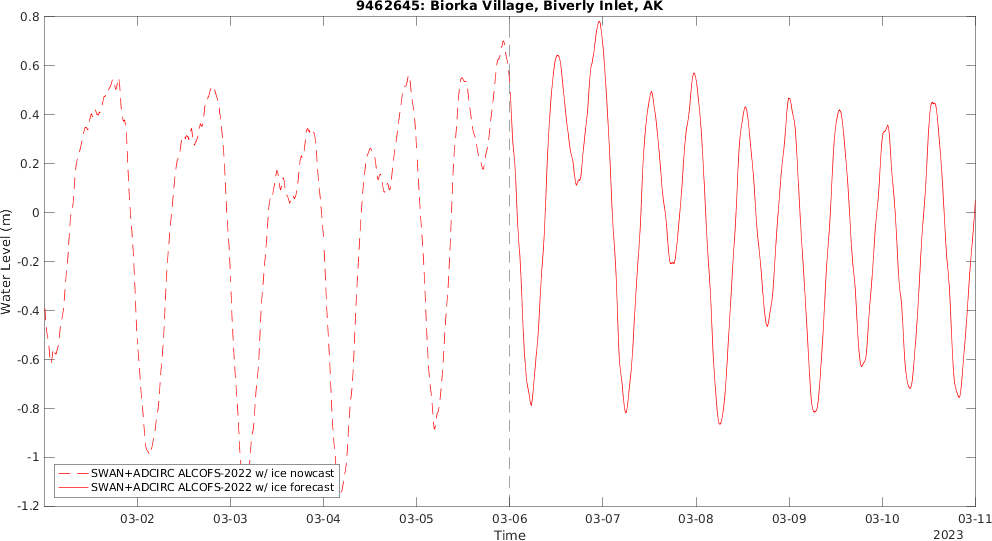 9462645: Biorka Village, Biverly Inlet, AK
0.8
0.6
0.4
0.2
0
-0.2
-0.4
-0.6
-0.8
-1
-1.2
Water Level (m)
SWAN+ADCIRC ALCOFS-2022 w/ ice nowcast
SWAN+ADCIRC ALCOFS-2022 w/ ice forecast
03-02 03-03 03-04 03-05 03-06 03-07 03-08 03-09 03-10 03-11
Time
2023